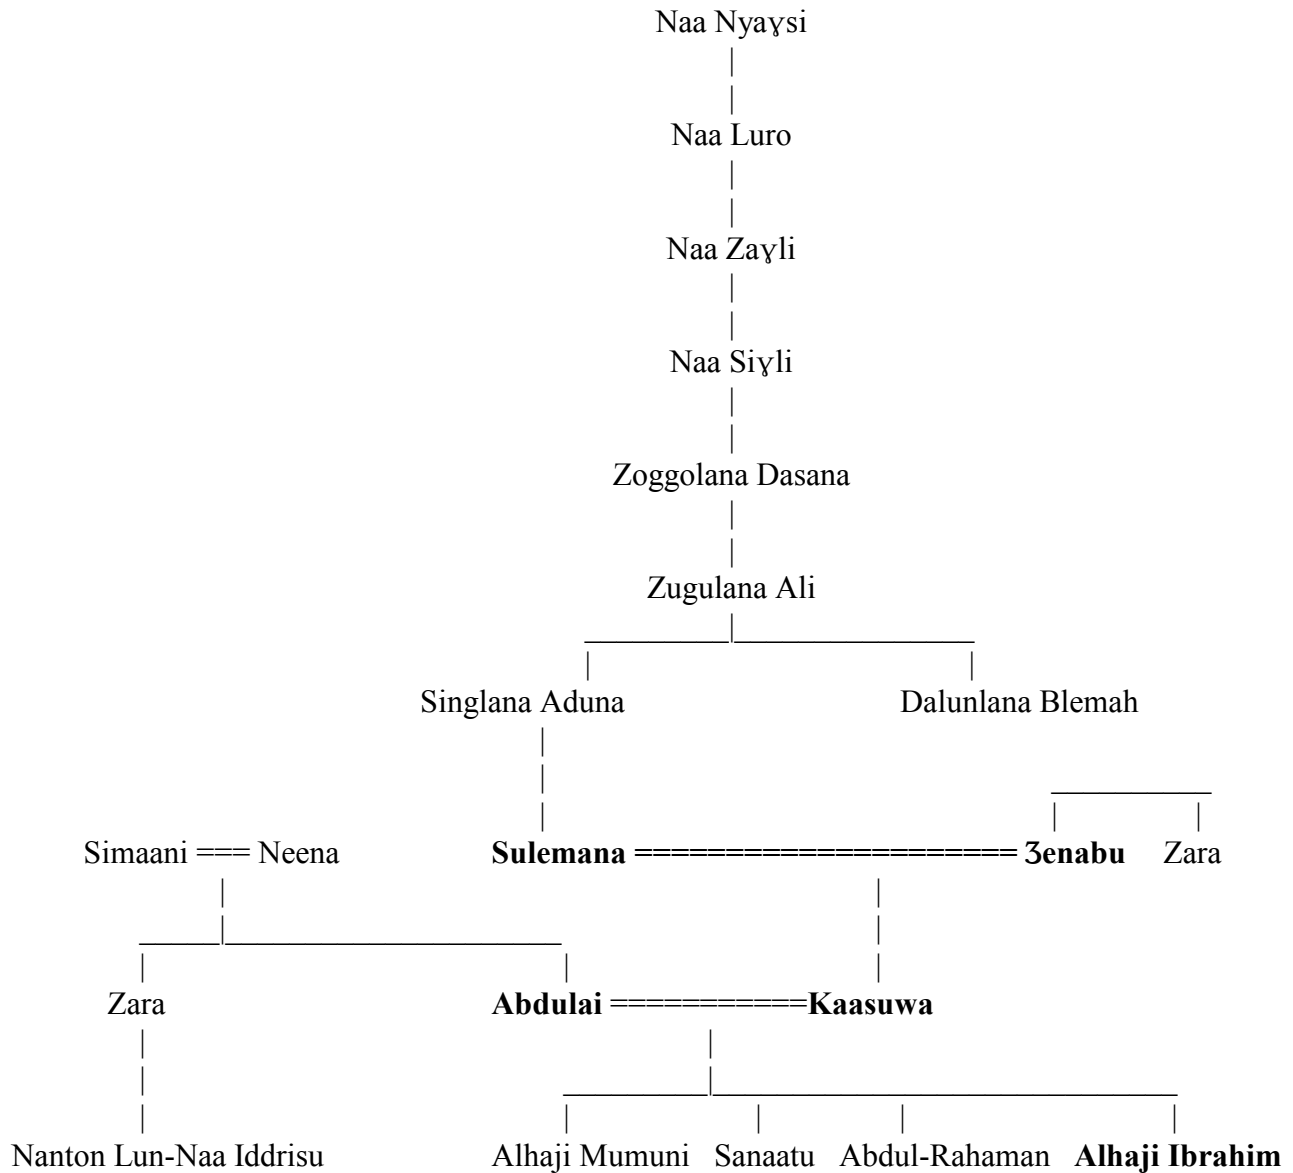 Naa Nyaɣsi
Naa Luro
Naa Zaɣli
Naa Siɣli
Zoggolana Dasana
Zugulana Ali
Singlana Aduna Dalunlana Blemah
Simaani === Neena Sulemana ===================== Ʒenabu Zara
Zara Abdulai ===========Kaasuwa
Nanton Lun-Naa Iddrisu Alhaji Mumuni Sanaatu Abdul-Rahaman Alhaji Ibrahim